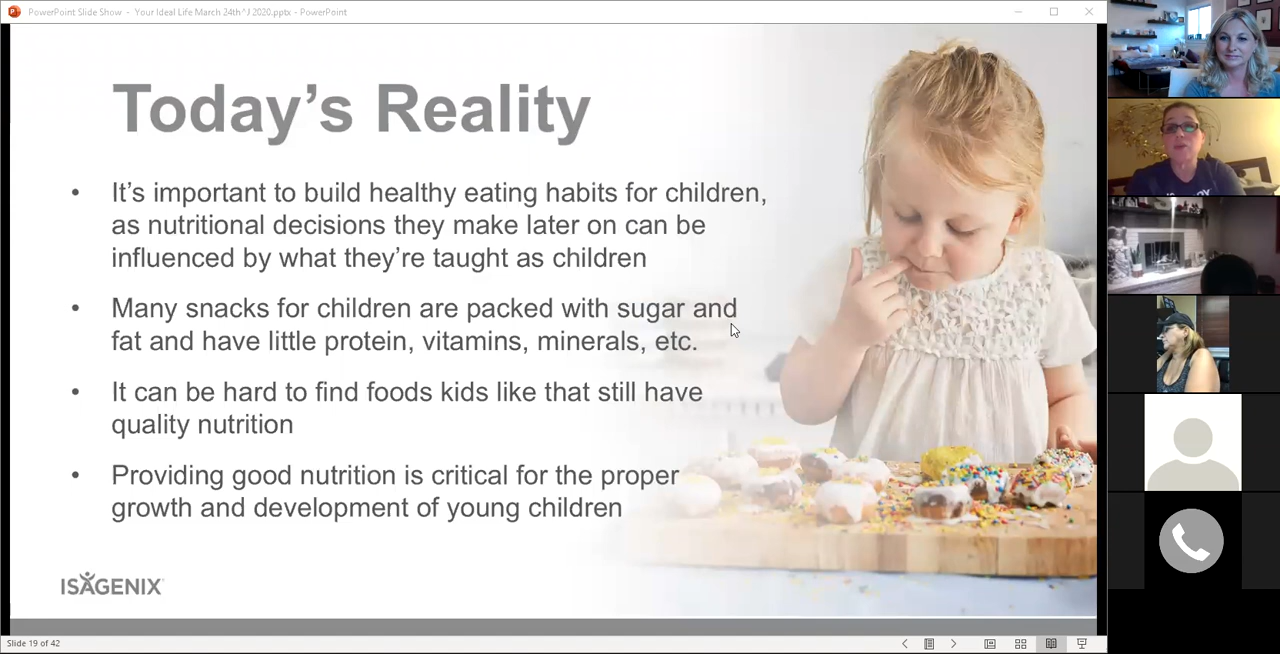 PowerPoint Slide Show - Your Ideal Life March 24th^J 2020.pptx - PowerPoint
Today's Reality
• It's important to build healthy eating habits for children,
as nutritional decisions they make later on can be
influenced by what they're taught as children
• Many snacks for children are packed with sugar and
fat and have little protein, vitamins, minerals, etc.
• It can be hard to find foods kids like that still have
quality nutrition
• Providing good nutrition is critical for the proper
growth and development of young children
ISAGENIX
Slide 19 of 42